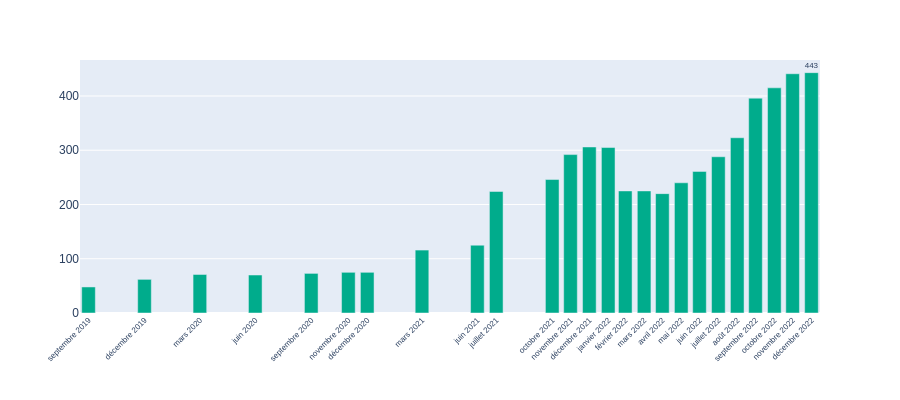 443
400
300
200
100
0
septembre 2019
décembre 2019
mars 2020
juin 2020
septembre 2020
novembre 2020
décembre 2020
mars 2021
juin 2021
juillet 2021
octobre 2021
novembre 2021
décembre 2021
janvier 2022
février 2022
mars 2022
avril 2022
mai 2022
juin 2022
juillet 2022
août 2022
septembre 2022
octobre 2022
novembre 2022
décembre 2022